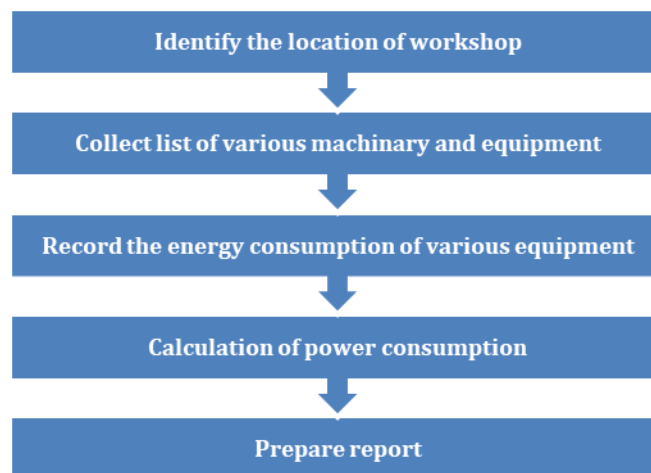 Identify the location of workshop
Collect list of various machinary and equipment
Record the energy consumption of various equipment
Calculation of power consumption
Prepare report